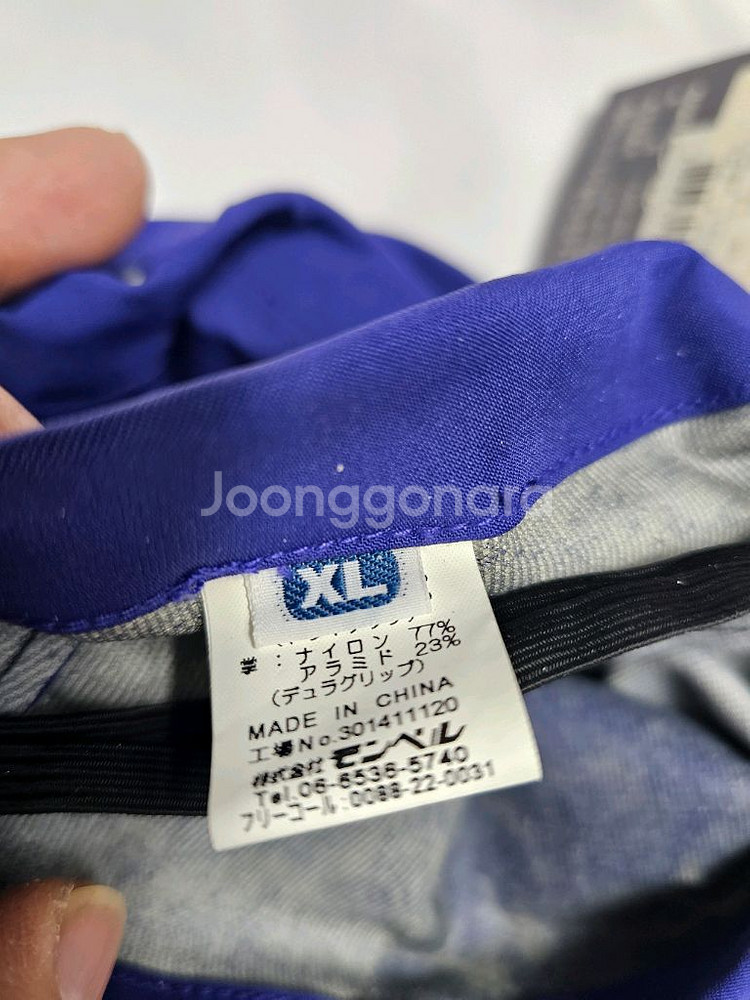 Joonggonara
XL
ナイロン 77%
アラミド 23%
(デュラグリップ)
MADE IN CHINA
工場No.301411120
株式会社 モンベル
Tel.06-6536-5740
フリーコール:0088-22-0031